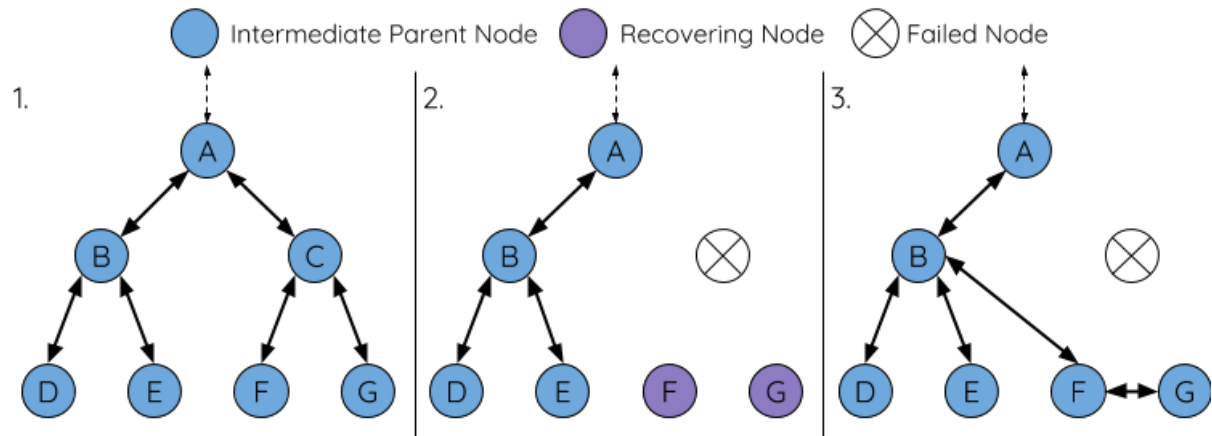 Intermediate Parent Node Recovering Node Failed Node
1. 2. 3.
A A A
B C B B
D E F G D E F G D E F G